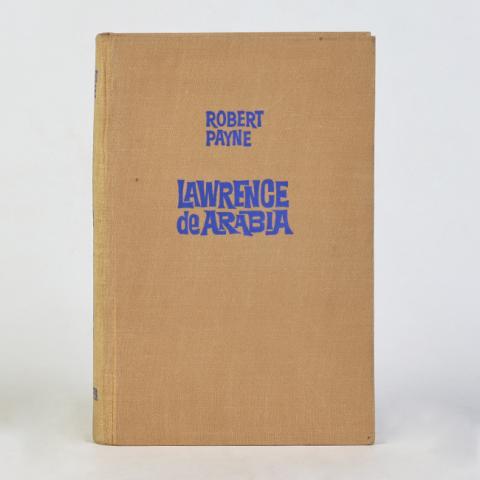 ROBERT
PAYNE
LAWRENCE
de ARABIA